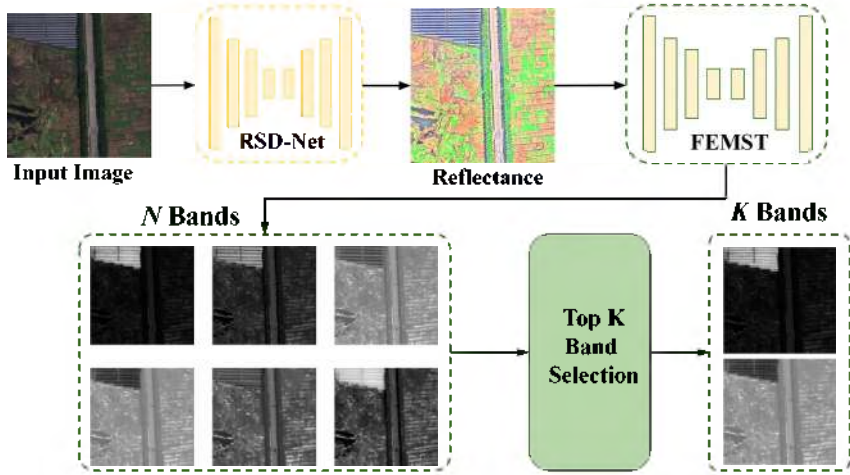 RSD-Net
FEMST
Input Image
Reflectance
N Bands
K Bands
Top K
Band
Selection